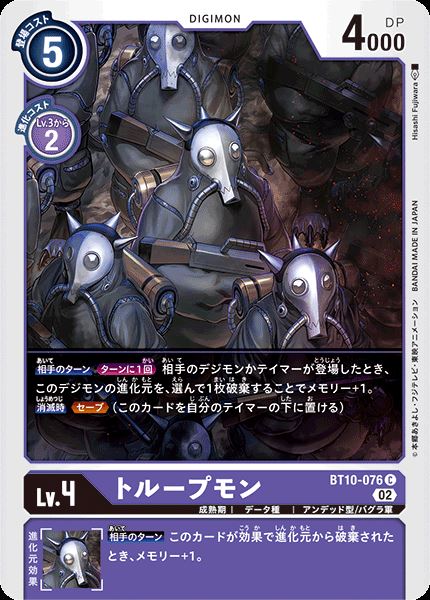 登場コスト
5
DIGIMON
DP
4000
進化コスト
Lv.3から
2
Hisashi Fujiwara
© 本郷あきよし・フジテレビ・東映アニメーション BANDAI MADE IN JAPAN
相手のターン ターンに1回 相手のデジモンかテイマーが登場したとき、
このデジモンの進化元を、選んで1枚破棄することでメモリー+1。
消滅時 セーブ (このカードを自分のテイマーの下に置ける)
BT10-076 C
Lv.4 トループモン 02
成熟期 | データ種 | アンデッド型/バグラ軍
進化元効果
相手のターン このカードが効果で進化元から破棄された
とき、メモリー+1。